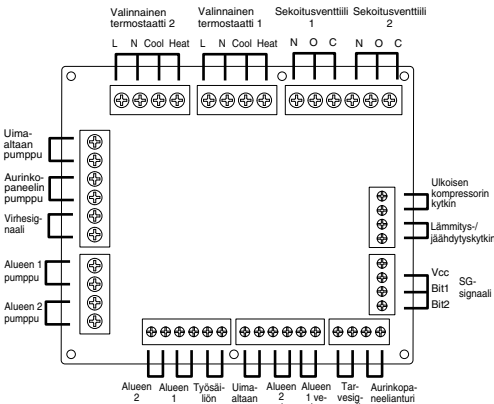 Valinnainen
termostaatti 2
Valinnainen
termostaatti 1
Sekoitusventtiili
1
Sekoitusventtiili
2
L N Cool Heat
L N Cool Heat
N O C
N O C
Uima-
altaan
pumppu
Aurinko-
paneelin
pumppu
Virhesig-
naali
Alueen 1
pumppu
Alueen 2
pumppu
Ulkoisen
kompressorin
kytkin
Lämmitys-/
jäähdytyskytkin
Vcc
Bit1
Bit2
SG-
signaali
Alueen
2
Alueen
1
Työsäi-
liön
Uima-
altaan
Alueen
2
Alueen
1 ve-
Tar-
vesig-
Aurinkopa-
neelianturi